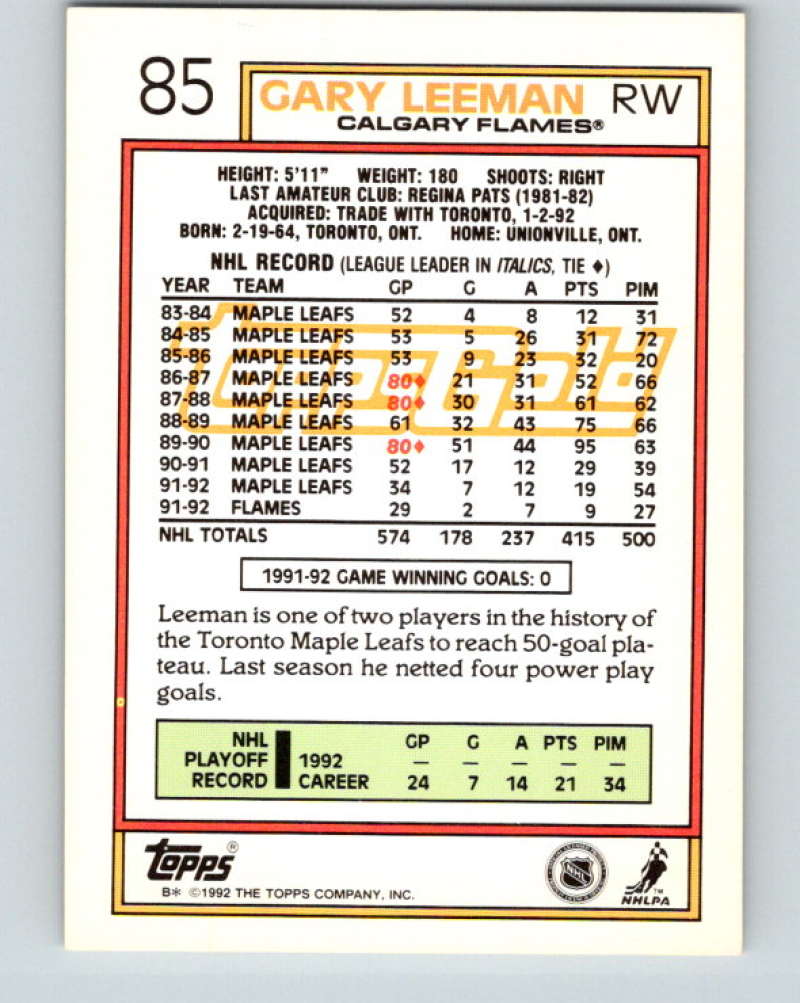 85
GARY LEEMAN RW
CALGARY FLAMES®
HEIGHT: 5'11" WEIGHT: 180 SHOOTS: RIGHT
LAST AMATEUR CLUB: REGINA PATS (1981-82)
ACQUIRED: TRADE WITH TORONTO, 1-2-92
BORN: 2-19-64, TORONTO, ONT. HOME: UNIONVILLE, ONT.
NHL RECORD (LEAGUE LEADER IN ITALICS, TIE ♦)
YEAR TEAM GP G A PTS PIM
83-84 MAPLE LEAFS 52 4 8 12 31
84-85 MAPLE LEAFS 53 5 26 31 72
85-86 MAPLE LEAFS 53 9 23 32 20
86-87 MAPLE LEAFS 80♦ 21 31 52 66
87-88 MAPLE LEAFS 80♦ 30 31 61 62
88-89 MAPLE LEAFS 61 32 43 75 66
89-90 MAPLE LEAFS 80♦ 51 44 95 63
90-91 MAPLE LEAFS 52 17 12 29 39
91-92 MAPLE LEAFS 34 7 12 19 54
91-92 FLAMES 29 2 7 9 27
NHL TOTALS 574 178 237 415 500
Topps Gold
1991-92 GAME WINNING GOALS: 0
Leeman is one of two players in the history of
the Toronto Maple Leafs to reach 50-goal pla-
teau. Last season he netted four power play
goals.
NHL GP G A PTS PIM
PLAYOFF 1992 — — — — —
RECORD CAREER 24 7 14 21 34
TOPPS®
B* ©1992 THE TOPPS COMPANY, INC.
NHL
TM
NHLPA